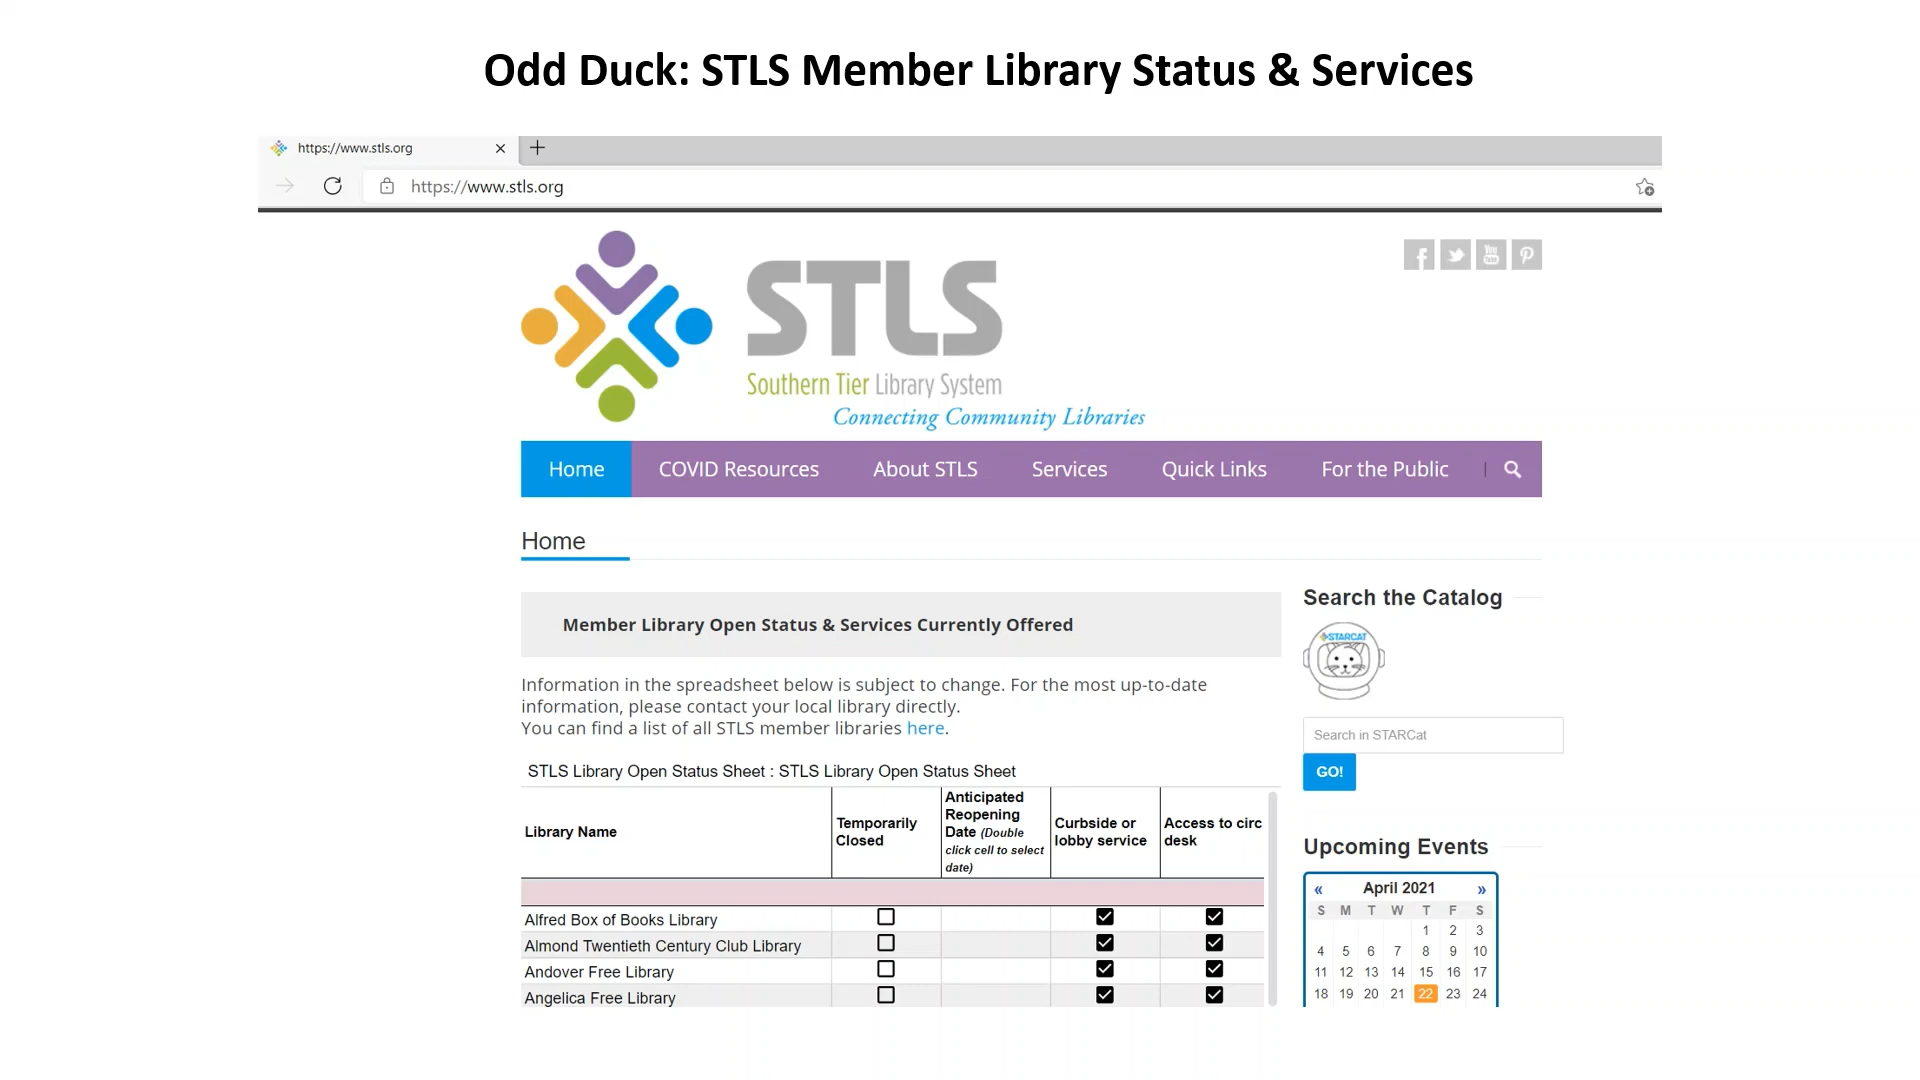 Odd Duck: STLS Member Library Status & Services
https://www.stls.org
https://www.stls.org
STLS
Southern Tier Library System
Connecting Community Libraries
Home COVID Resources About STLS Services Quick Links For the Public
Home
Member Library Open Status & Services Currently Offered
Information in the spreadsheet below is subject to change. For the most up-to-date
information, please contact your local library directly.
You can find a list of all STLS member libraries here.
STLS Library Open Status Sheet : STLS Library Open Status Sheet
Library Name
Temporarily
Closed
Anticipated
Reopening
Date (Double
click cell to select
date)
Curbside or
lobby service
Access to circ
desk
Alfred Box of Books Library
Almond Twentieth Century Club Library
Andover Free Library
Angelica Free Library
Search the Catalog
STARCAT
Search in STARCat
GO!
Upcoming Events
« April 2021 »
S M T W T F S
1 2 3
4 5 6 7 8 9 10
11 12 13 14 15 16 17
18 19 20 21 22 23 24